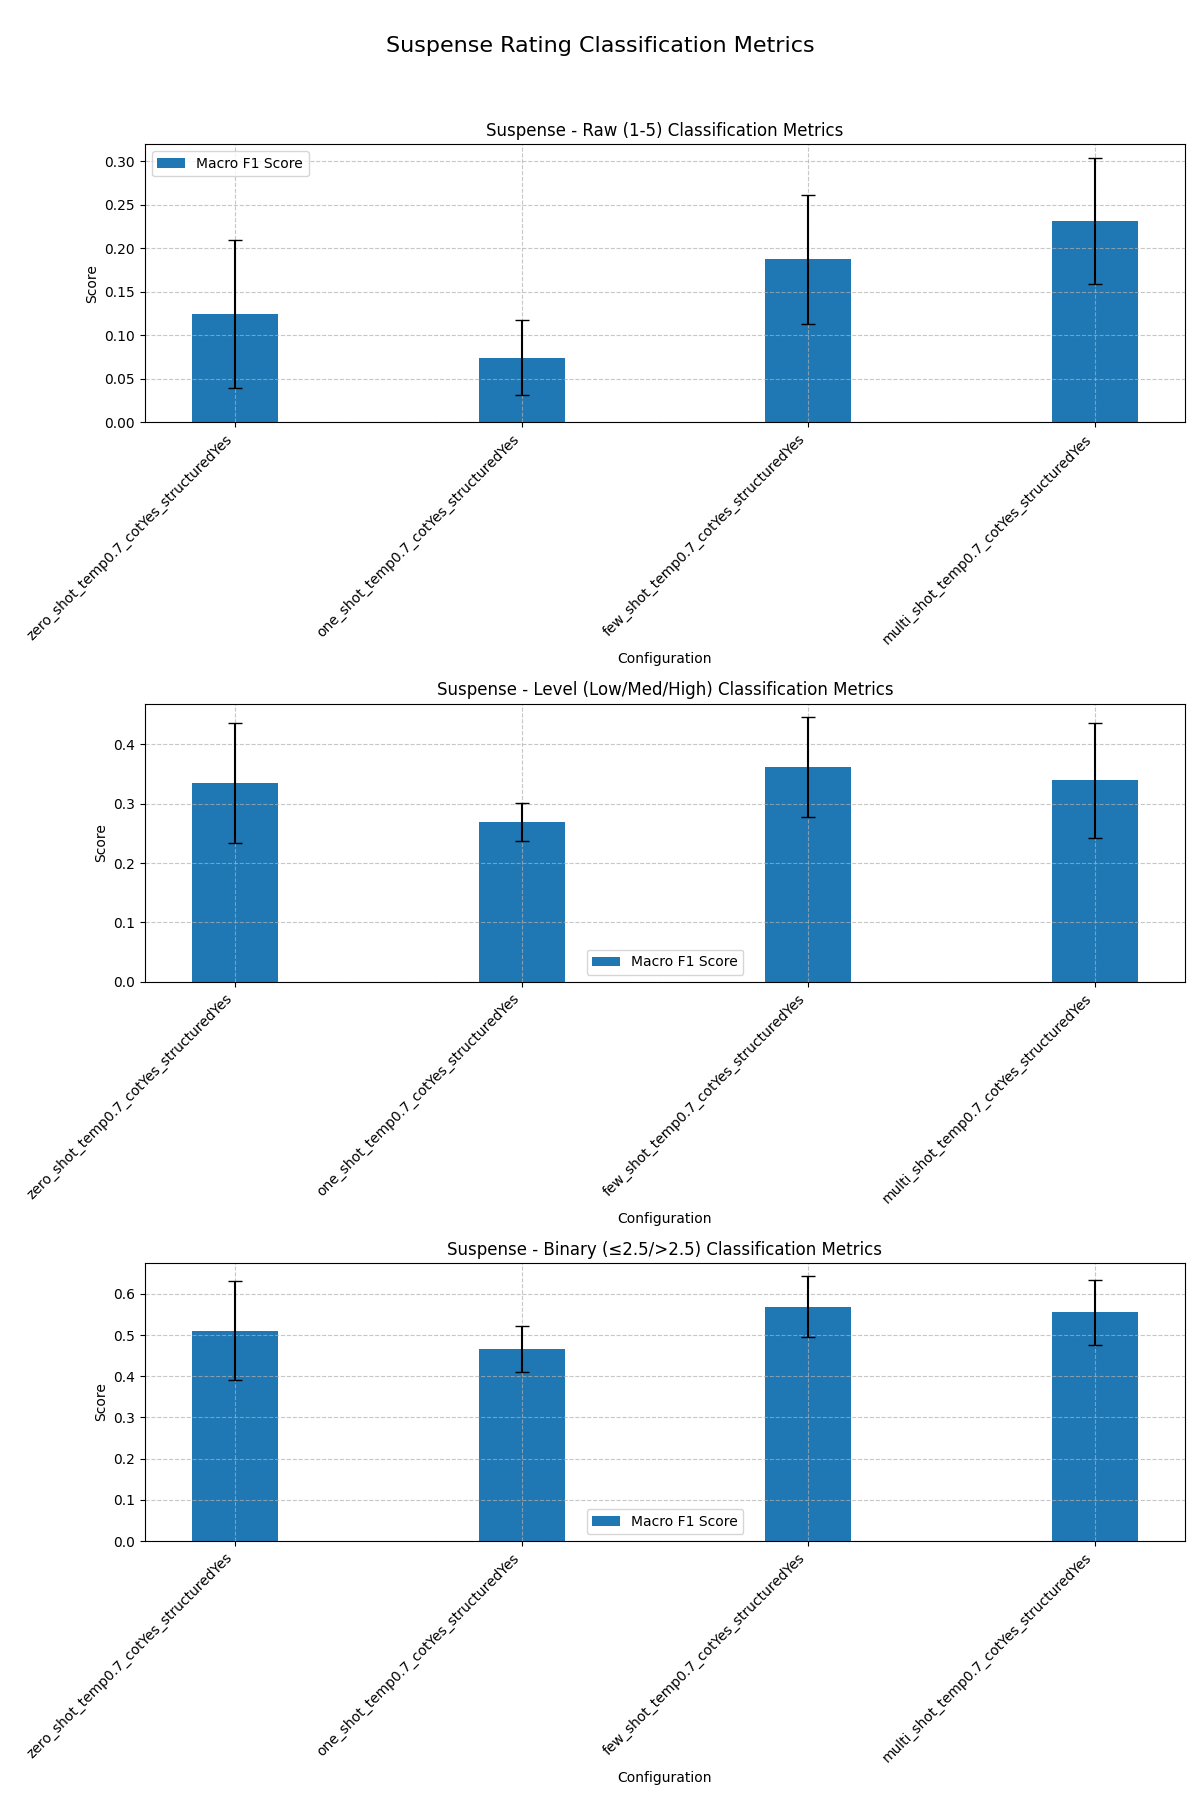 Suspense Rating Classification Metrics
Suspense - Raw (1-5) Classification Metrics
Macro F1 Score
Score
0.30
0.25
0.20
0.15
0.10
0.05
0.00
zero_shot_temp0.7_cotYes_structuredYes
one_shot_temp0.7_cotYes_structuredYes
few_shot_temp0.7_cotYes_structuredYes
multi_shot_temp0.7_cotYes_structuredYes
Configuration
Suspense - Level (Low/Med/High) Classification Metrics
Score
0.4
0.3
0.2
0.1
0.0
Macro F1 Score
zero_shot_temp0.7_cotYes_structuredYes
one_shot_temp0.7_cotYes_structuredYes
few_shot_temp0.7_cotYes_structuredYes
multi_shot_temp0.7_cotYes_structuredYes
Configuration
Suspense - Binary (≤2.5/>2.5) Classification Metrics
Score
0.6
0.5
0.4
0.3
0.2
0.1
0.0
Macro F1 Score
zero_shot_temp0.7_cotYes_structuredYes
one_shot_temp0.7_cotYes_structuredYes
few_shot_temp0.7_cotYes_structuredYes
multi_shot_temp0.7_cotYes_structuredYes
Configuration